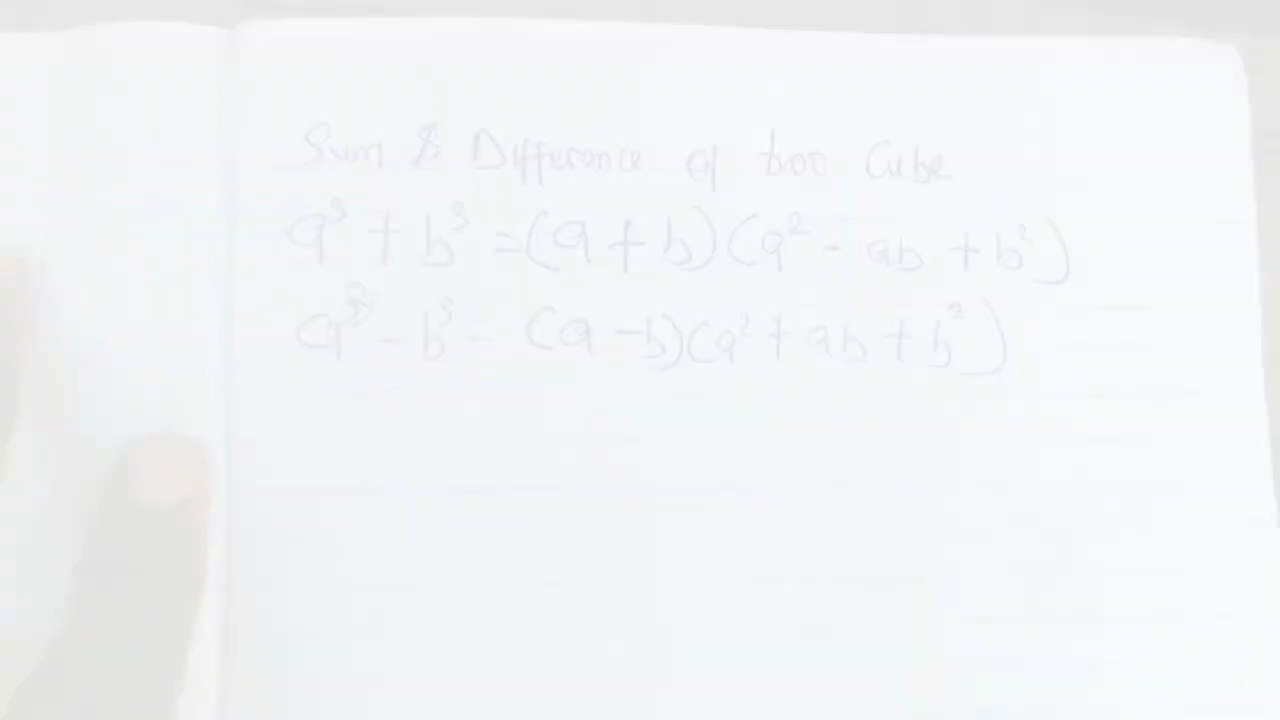 Sum & Difference of two Cube
a³ + b³ = (a + b)(a² - ab + b²)
a³ - b³ = (a - b)(a² + ab + b²)